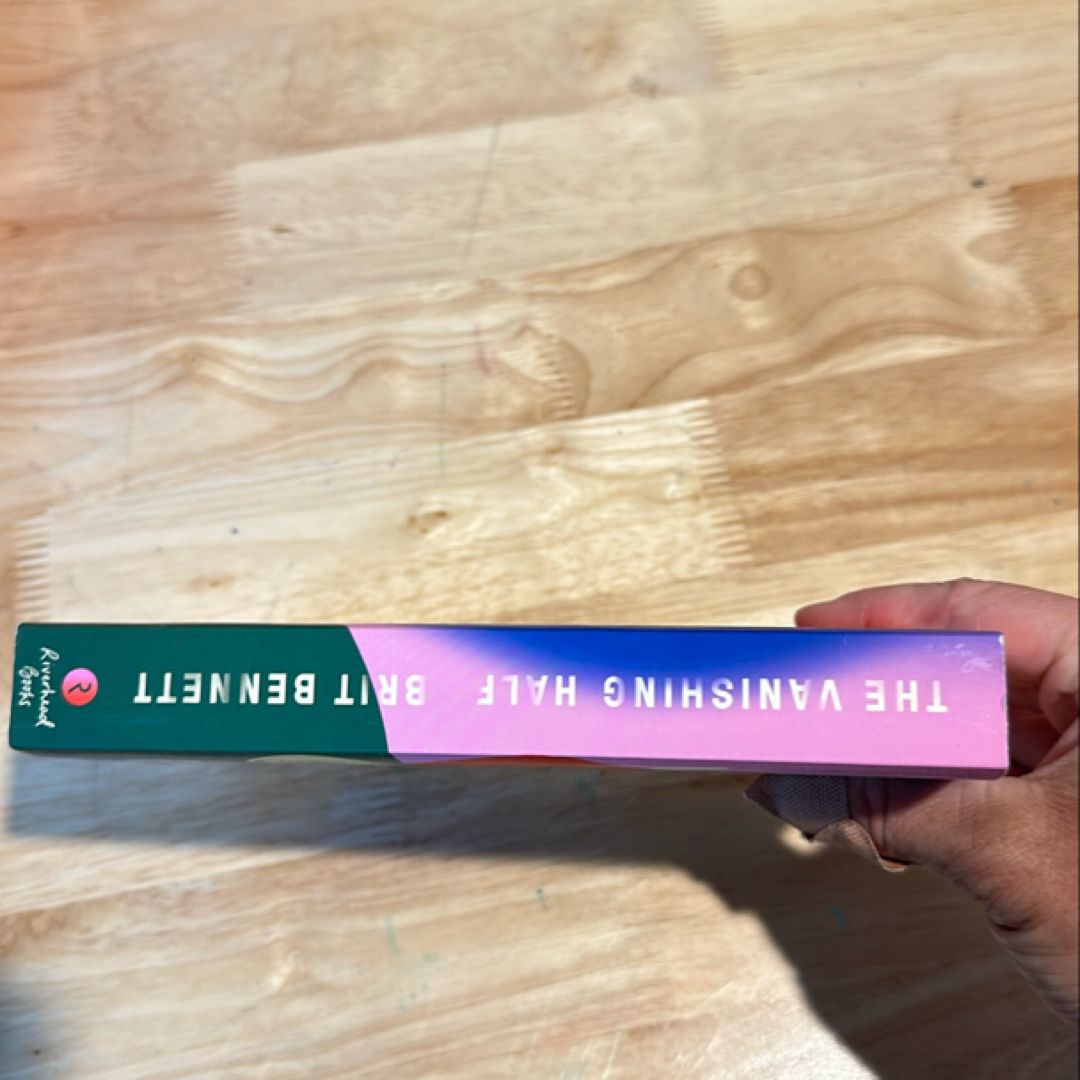 THE VANISHING HALF BRIT BENNETT
R
Riverhead
Books